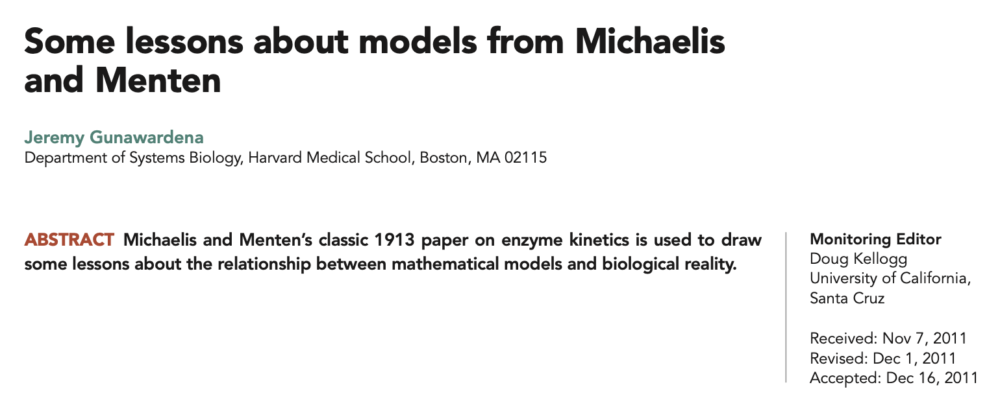 Some lessons about models from Michaelis
and Menten
Jeremy Gunawardena
Department of Systems Biology, Harvard Medical School, Boston, MA 02115
ABSTRACT Michaelis and Menten’s classic 1913 paper on enzyme kinetics is used to draw
some lessons about the relationship between mathematical models and biological reality.
Monitoring Editor
Doug Kellogg
University of California,
Santa Cruz
Received: Nov 7, 2011
Revised: Dec 1, 2011
Accepted: Dec 16, 2011